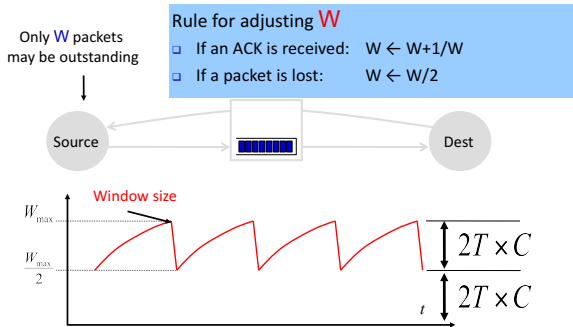 Only W packets
may be outstanding
Rule for adjusting W
If an ACK is received: W ← W+1/W
If a packet is lost: W ← W/2
Source
Dest
Window size
W_max
W_max/2
2T × C
2T × C
t